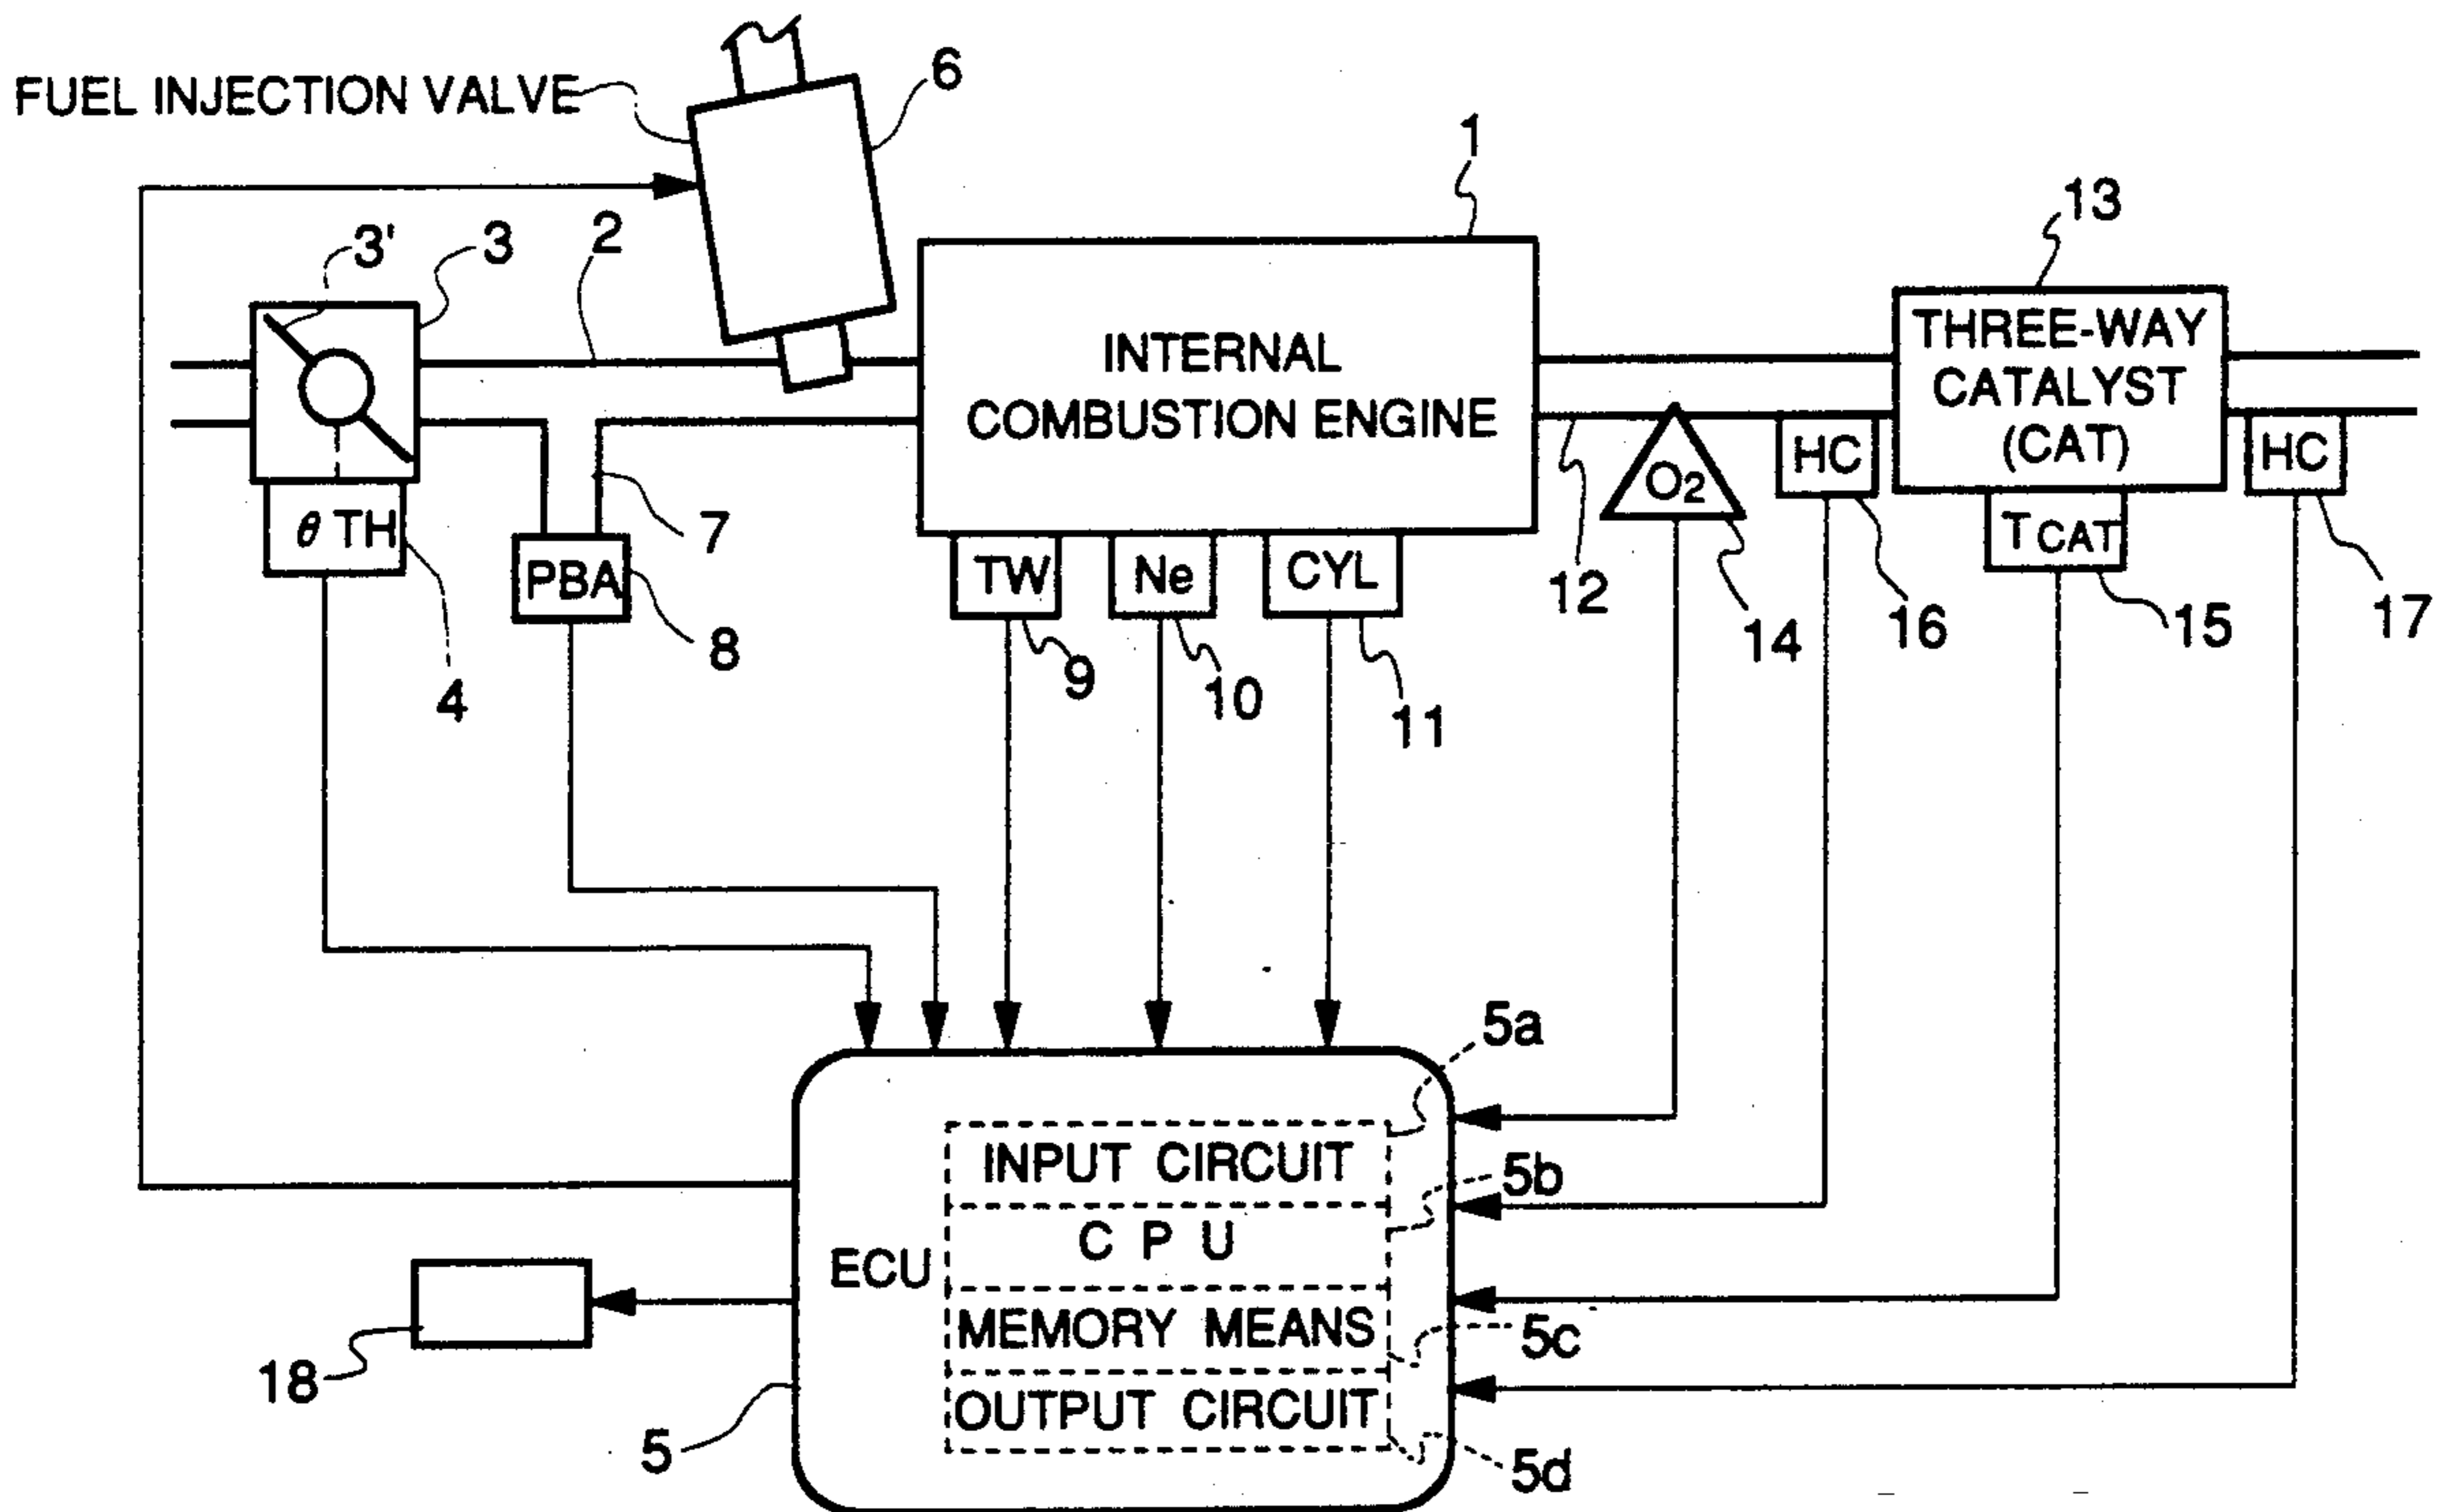 FUEL INJECTION VALVE
6
1
13
3'
3
2
INTERNAL
COMBUSTION ENGINE
THREE-WAY
CATALYST
(CAT)
O2
HC
HC
θ TH
PBA
TW
Ne
CYL
TCAT
7
12
14
16
15
17
8
4
9
10
11
5a
INPUT CIRCUIT
5b
C P U
ECU
MEMORY MEANS
5c
18
OUTPUT CIRCUIT
5
5d